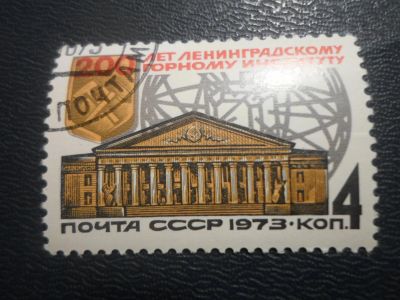 200 ЛЕТ ЛЕНИНГРАДСКОМУ
ГОРНОМУ ИНСТИТУТУ
ПОЧТА
ПОЧТА СССР 1973·КОП. 4